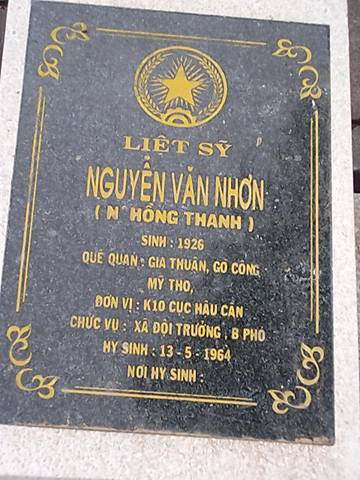 LIỆT SỸ
NGUYỄN VĂN NHƠN
( Nº HỒNG THANH )
SINH : 1926
QUÊ QUÁN : GIA THUẬN, GÒ CÔNG
MỸ THO,
ĐƠN VỊ : K10 CỤC HẬU CẦN
CHỨC VỤ : XÃ ĐỘI TRƯỞNG , B PHÓ
HY SINH : 13 - 5 - 1964
NƠI HY SINH :